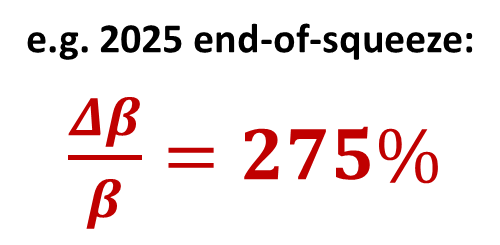 e.g. 2025 end-of-squeeze:
Δβ/β = 275%